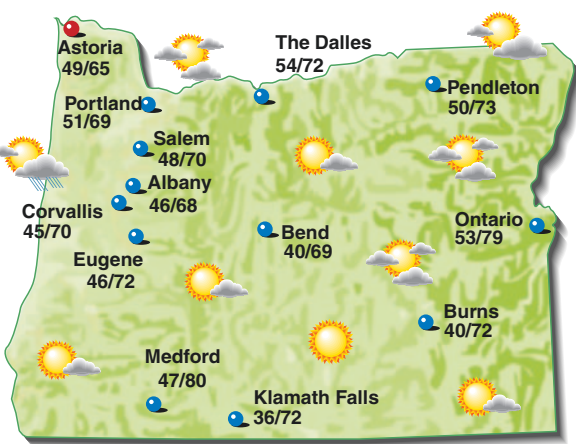 Astoria
49/65
The Dalles
54/72
Pendleton
50/73
Portland
51/69
Salem
48/70
Albany
46/68
Corvallis
45/70
Eugene
46/72
Bend
40/69
Ontario
53/79
Burns
40/72
Medford
47/80
Klamath Falls
36/72